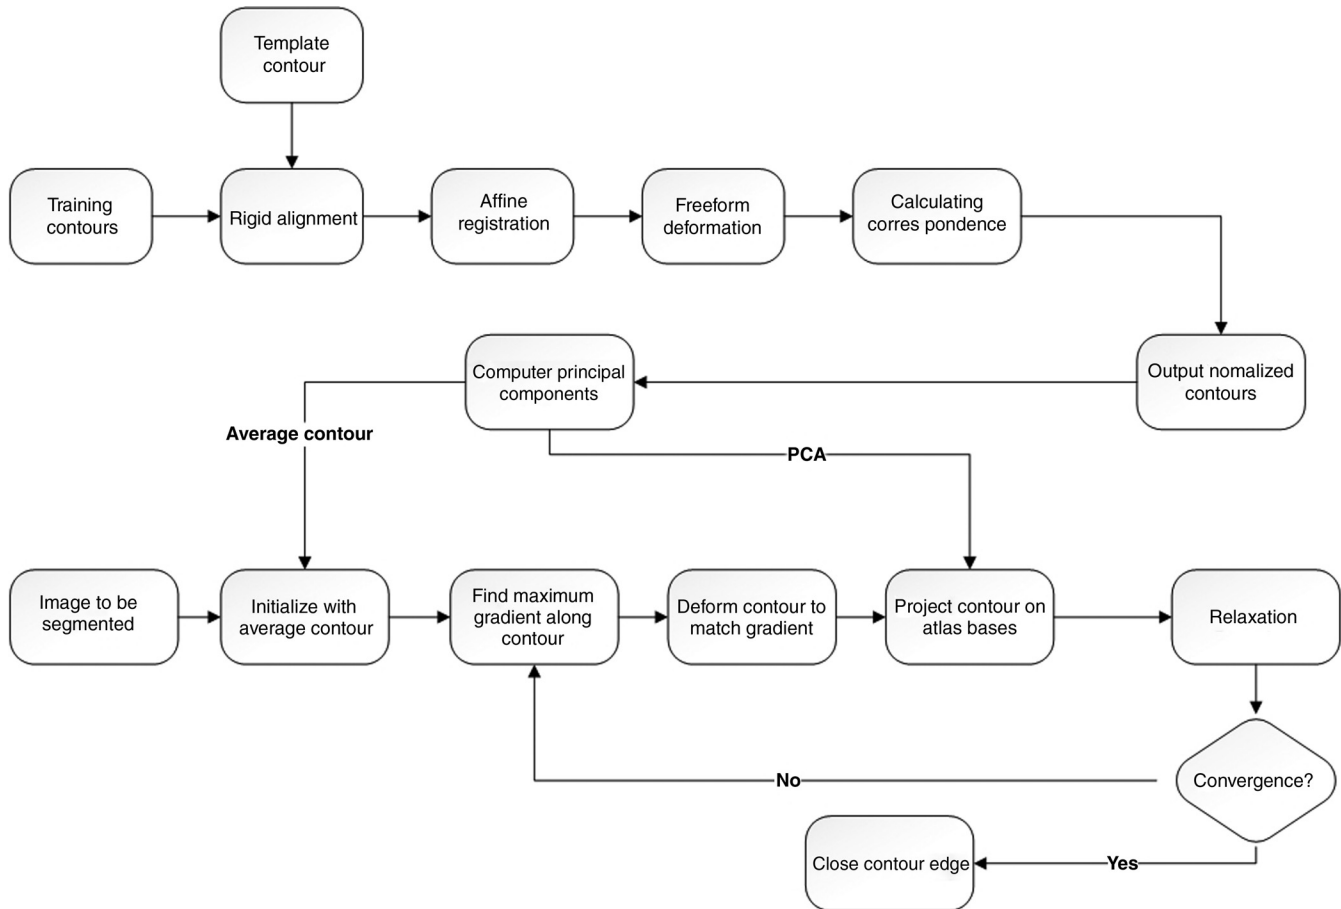 Template
contour
Training
contours
Rigid alignment
Affine
registration
Freeform
deformation
Calculating
corres pondence
Computer principal
components
Output nomalized
contours
Average contour
PCA
Image to be
segmented
Initialize with
average contour
Find maximum
gradient along
contour
Deform contour to
match gradient
Project contour on
atlas bases
Relaxation
No
Convergence?
Close contour edge
Yes